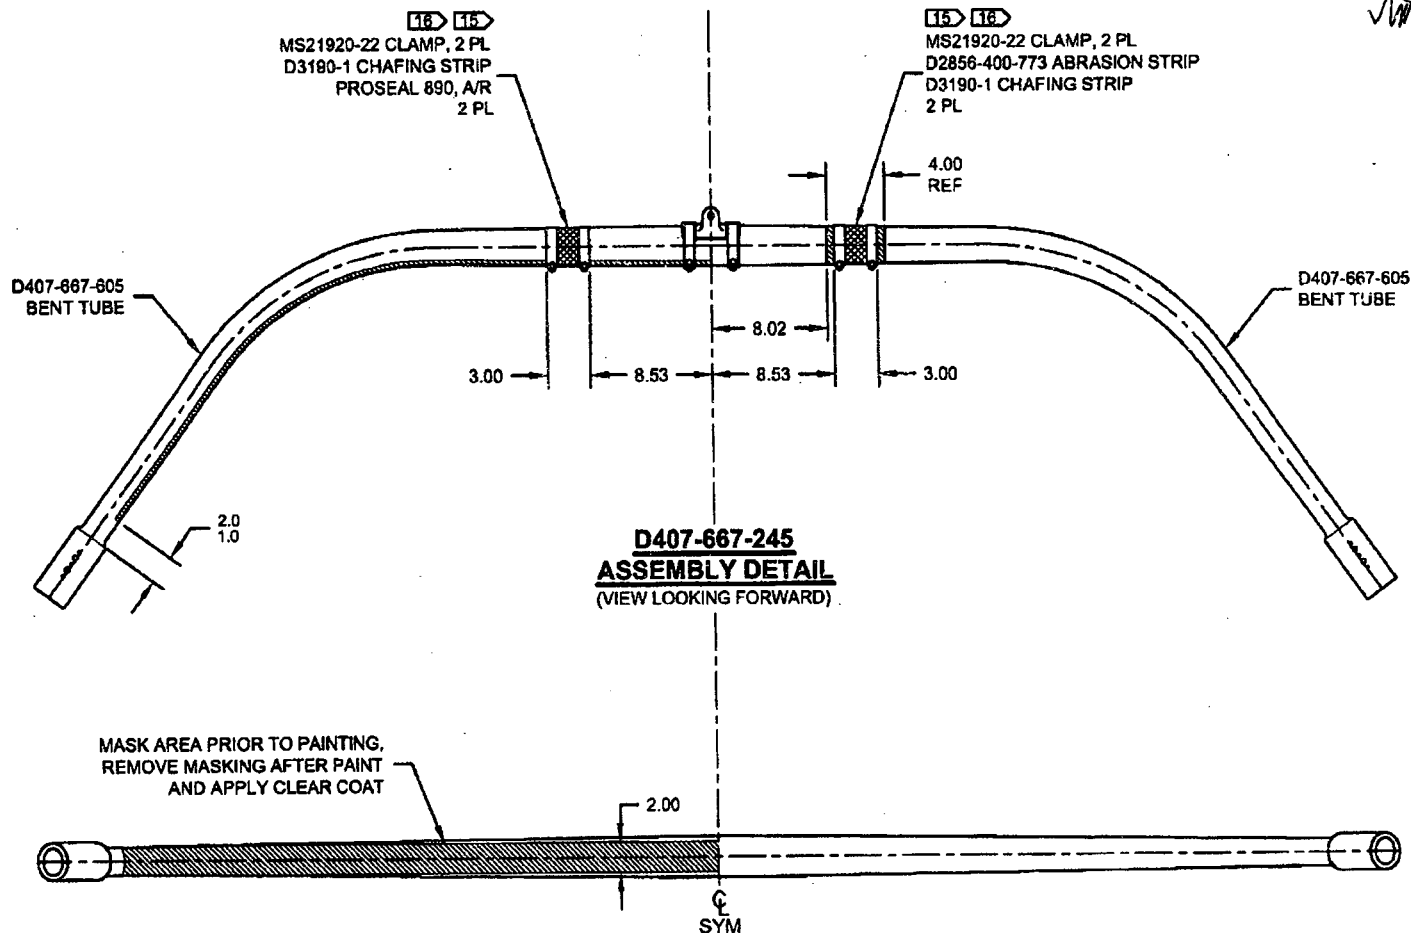 16 15
MS21920-22 CLAMP, 2 PL
D3190-1 CHAFING STRIP
PROSEAL 890, A/R
2 PL
15 16
MS21920-22 CLAMP, 2 PL
D2856-400-773 ABRASION STRIP
D3190-1 CHAFING STRIP
2 PL
4.00
REF
D407-667-605
BENT TUBE
D407-667-605
BENT TUBE
8.02
3.00
8.53
8.53
3.00
2.0
1.0
D407-667-245
ASSEMBLY DETAIL
(VIEW LOOKING FORWARD)
MASK AREA PRIOR TO PAINTING,
REMOVE MASKING AFTER PAINT
AND APPLY CLEAR COAT
2.00
SYM